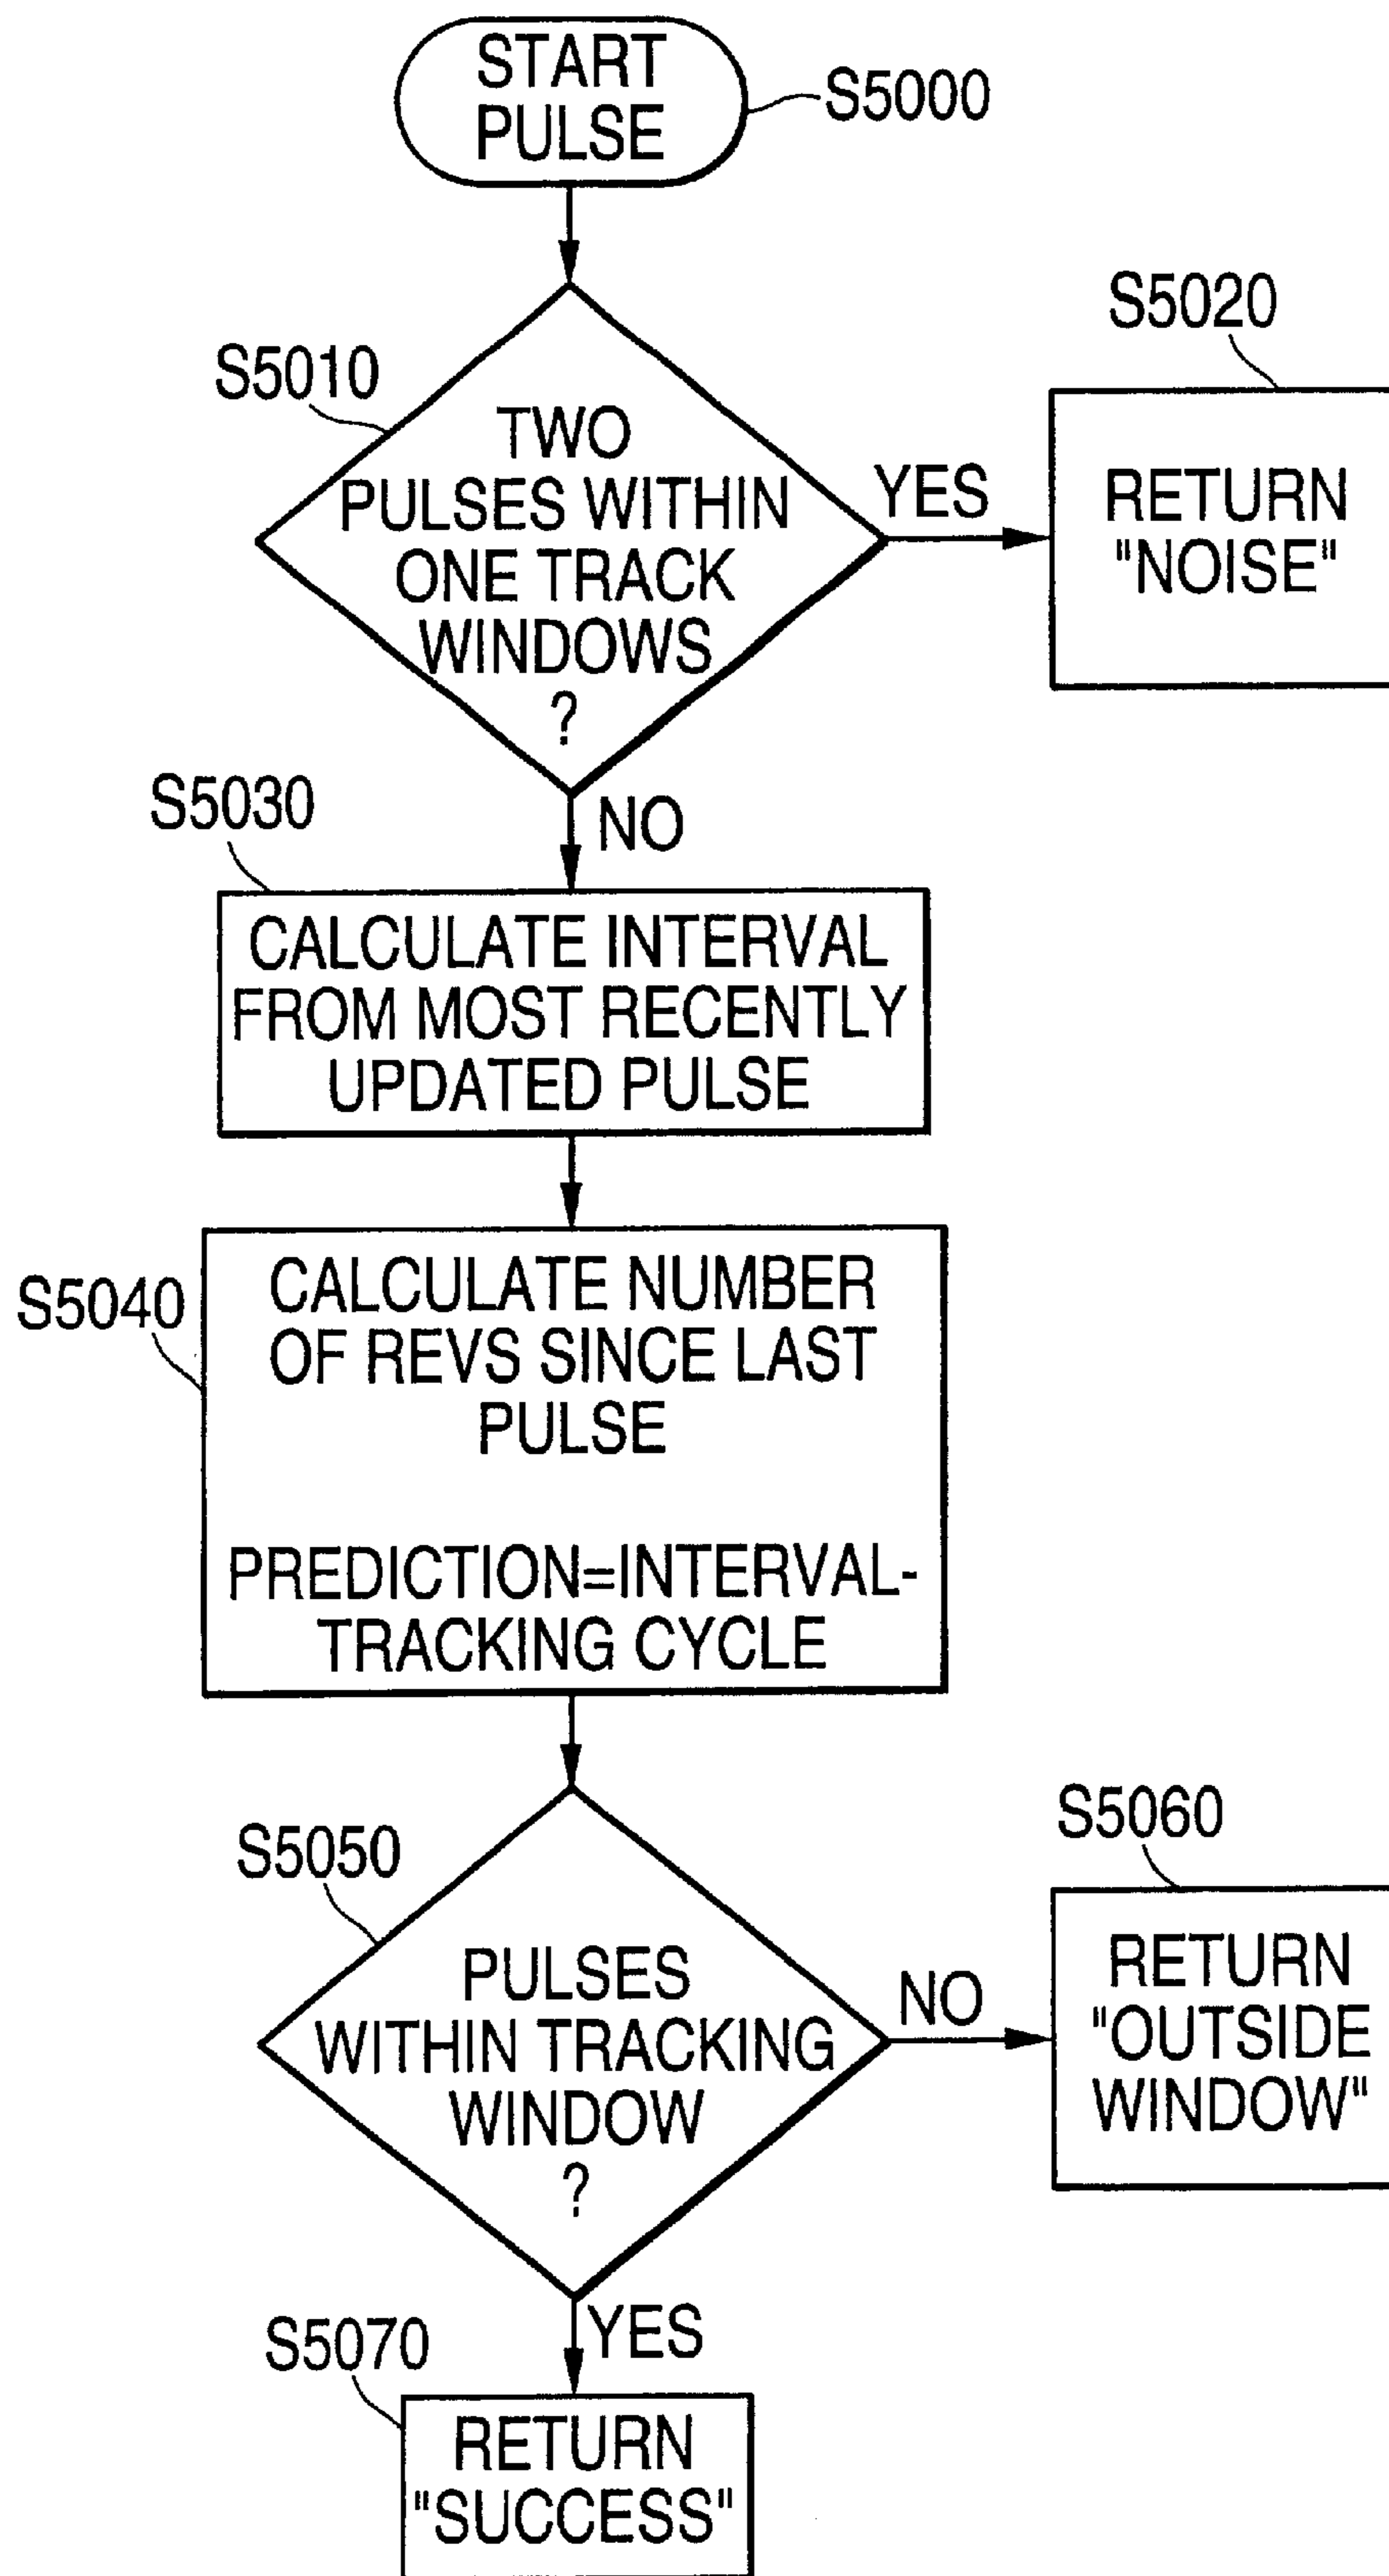 START
PULSE
S5000
S5010
TWO
PULSES WITHIN
ONE TRACK
WINDOWS
?
YES
S5020
RETURN
"NOISE"
NO
S5030
CALCULATE INTERVAL
FROM MOST RECENTLY
UPDATED PULSE
S5040
CALCULATE NUMBER
OF REVS SINCE LAST
PULSE
PREDICTION=INTERVAL-
TRACKING CYCLE
S5050
PULSES
WITHIN TRACKING
WINDOW
?
NO
S5060
RETURN
"OUTSIDE
WINDOW"
YES
S5070
RETURN
"SUCCESS"